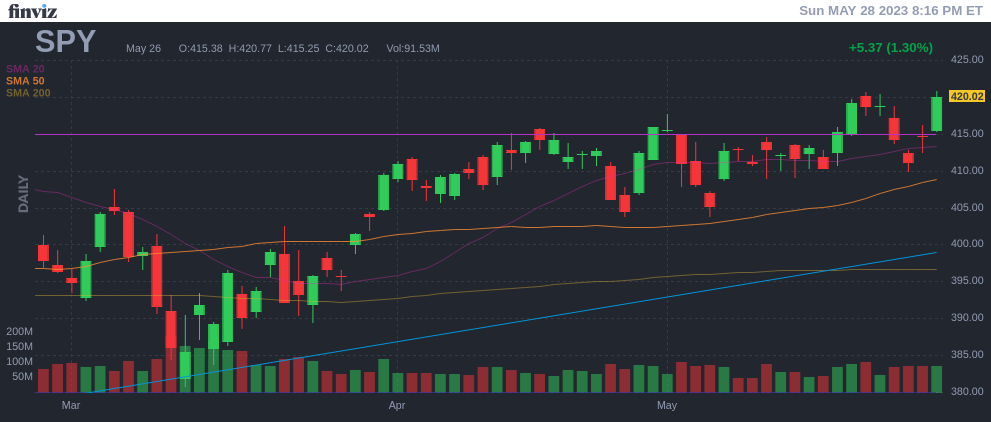 finviz
Sun MAY 28 2023 8:16 PM ET
SPY
May 26 O:415.38 H:420.77 L:415.25 C:420.02 Vol:91.53M
+5.37 (1.30%)
SMA 20
SMA 50
SMA 200
DAILY
425.00
420.02
415.00
410.00
405.00
400.00
395.00
390.00
385.00
380.00
200M
150M
100M
50M
Mar Apr May